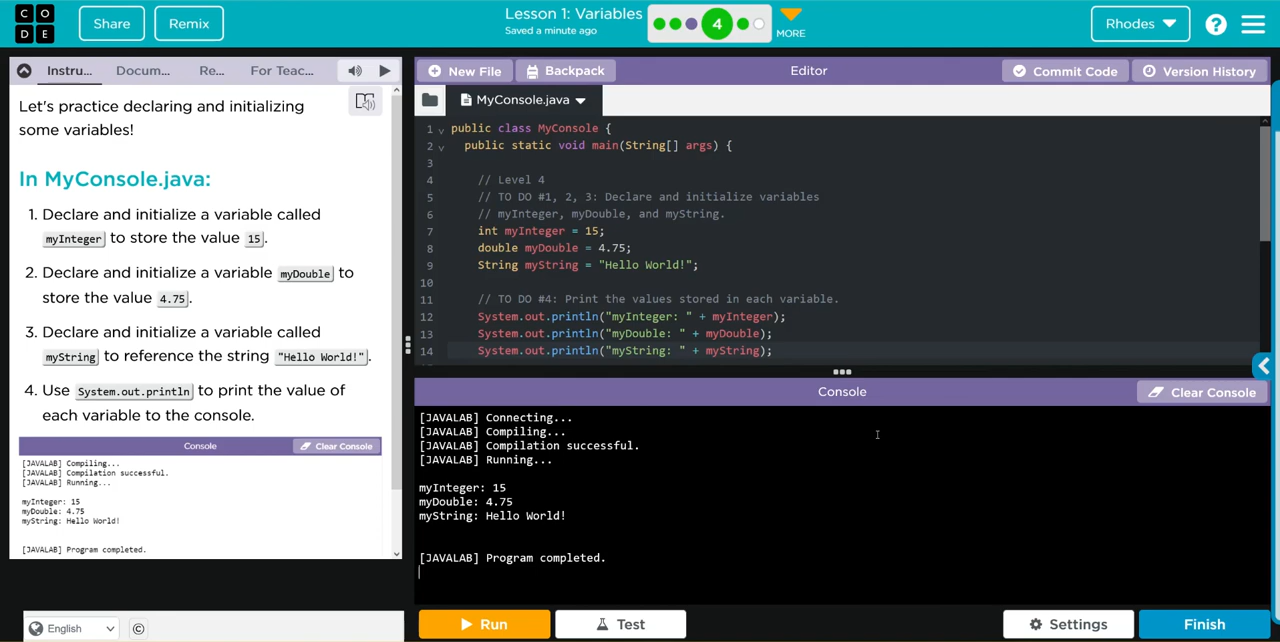 CODE
Share
Remix
Lesson 1: Variables
Saved a minute ago
4
MORE
Rhodes
?
Instru...
Docum...
Re...
For Teac...
Let's practice declaring and initializing
some variables!
In MyConsole.java:
1. Declare and initialize a variable called
myInteger to store the value 15.
2. Declare and initialize a variable myDouble to
store the value 4.75.
3. Declare and initialize a variable called
myString to reference the string "Hello World!".
4. Use System.out.println to print the value of
each variable to the console.
Console
Clear Console
[JAVALAB] Compiling...
[JAVALAB] Compilation successful.
[JAVALAB] Running...
myInteger: 15
myDouble: 4.75
myString: Hello World!
[JAVALAB] Program completed.
English
©
New File
Backpack
Editor
Commit Code
Version History
MyConsole.java
1 public class MyConsole {
2 public static void main(String[] args) {
3
4 // Level 4
5 // TO DO #1, 2, 3: Declare and initialize variables
6 // myInteger, myDouble, and myString.
7 int myInteger = 15;
8 double myDouble = 4.75;
9 String myString = "Hello World!";
10
11 // TO DO #4: Print the values stored in each variable.
12 System.out.println("myInteger: " + myInteger);
13 System.out.println("myDouble: " + myDouble);
14 System.out.println("myString: " + myString);
Console
Clear Console
[JAVALAB] Connecting...
[JAVALAB] Compiling...
[JAVALAB] Compilation successful.
[JAVALAB] Running...
myInteger: 15
myDouble: 4.75
myString: Hello World!
[JAVALAB] Program completed.
Run
Test
Settings
Finish